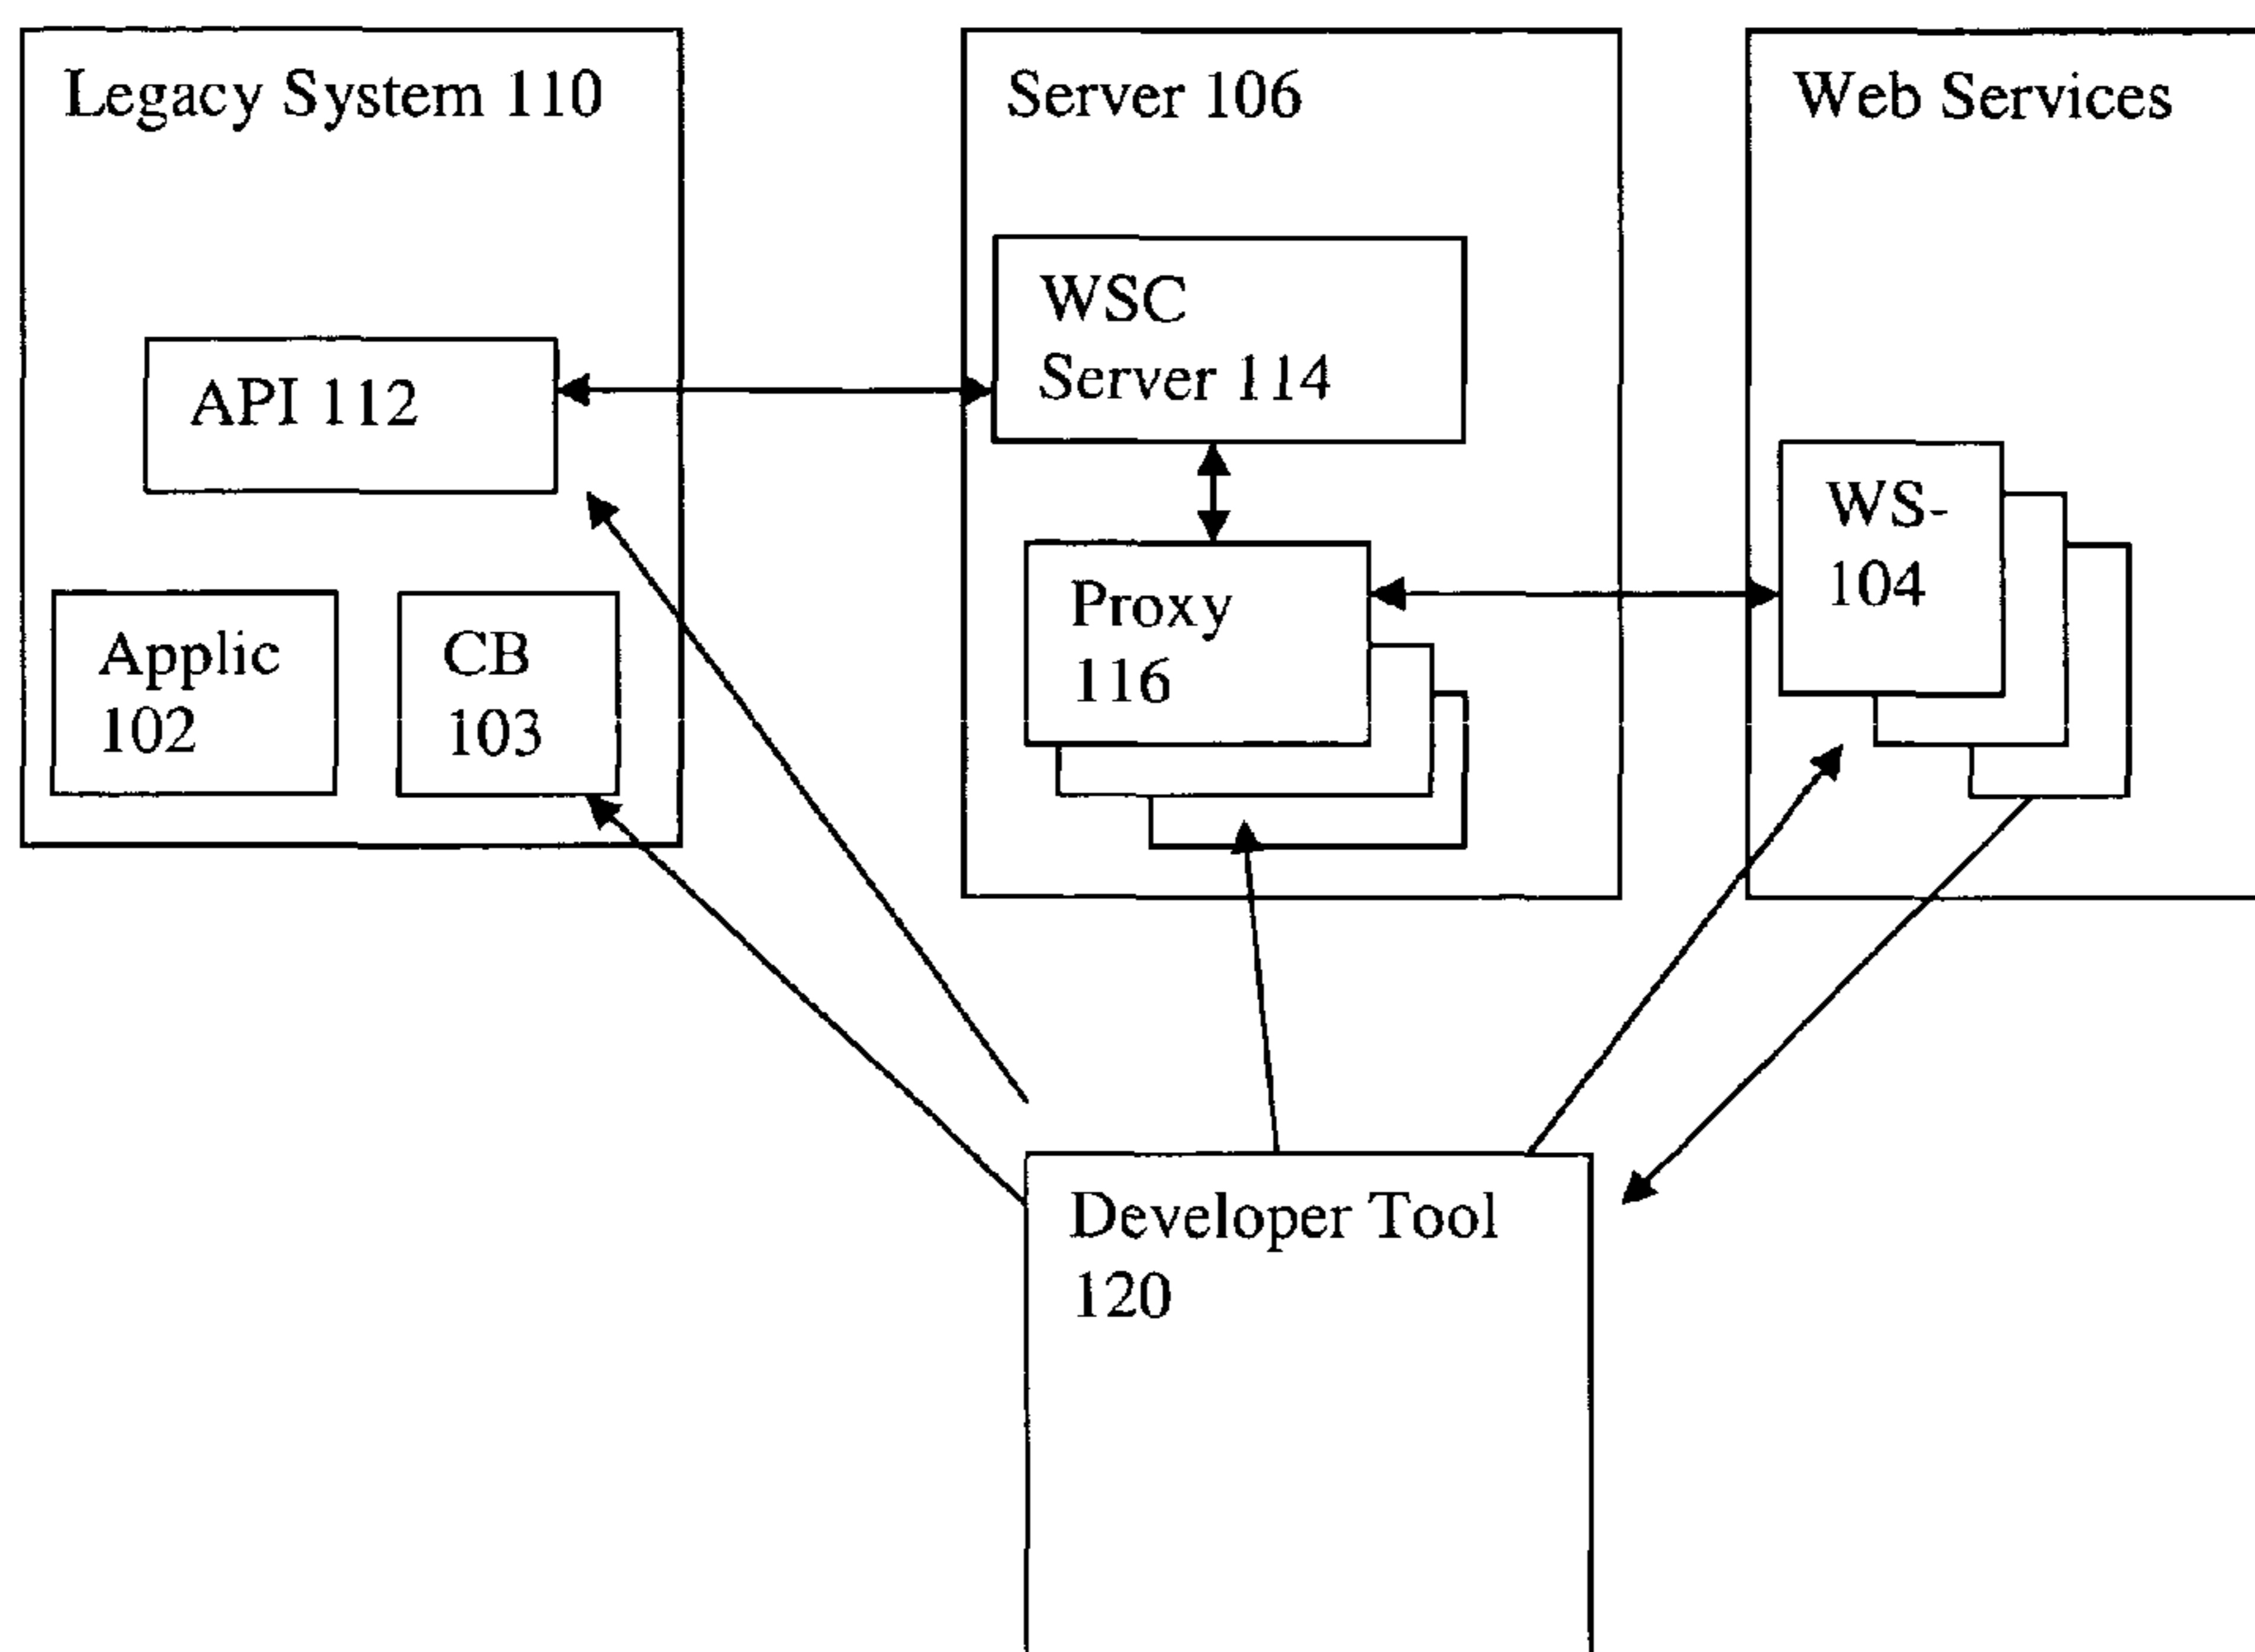 Legacy System 110
API 112
Applic
102
CB
103
Server 106
WSC
Server 114
Proxy
116
Web Services
WS-
104
Developer Tool
120